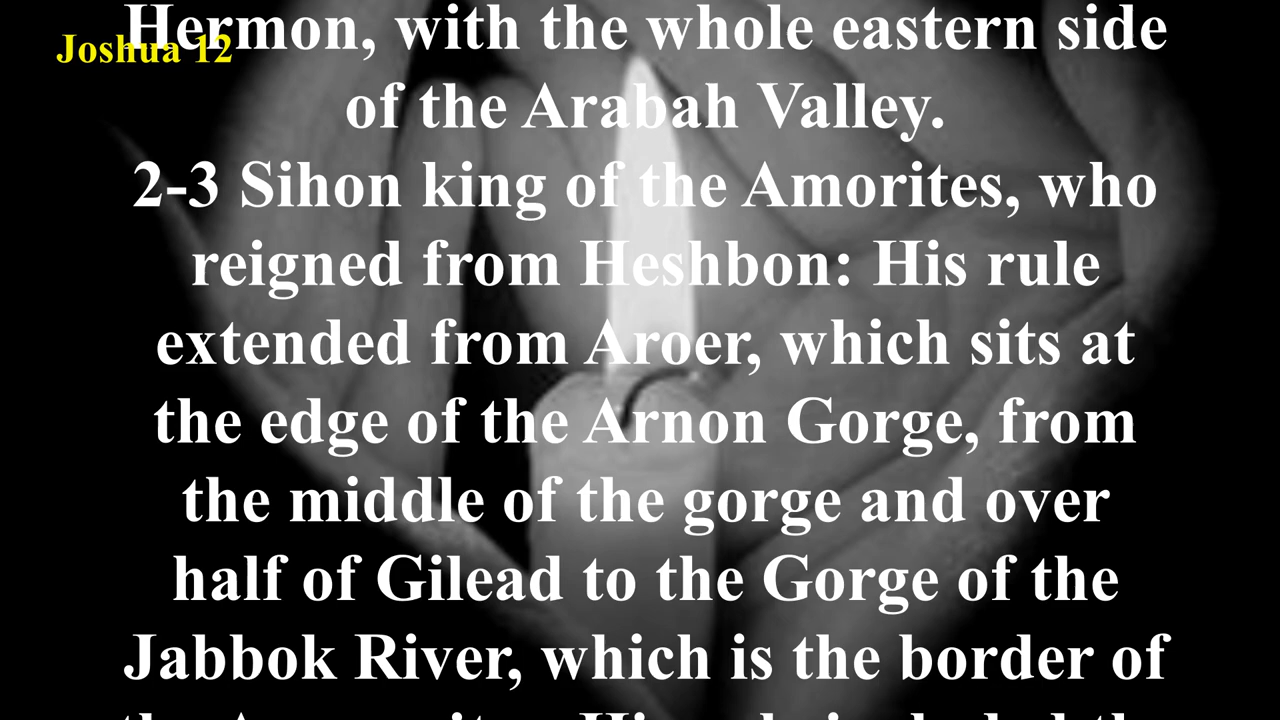 Hermon, with the whole eastern side
Joshua 12
of the Arabah Valley.
2-3 Sihon king of the Amorites, who
reigned from Heshbon: His rule
extended from Aroer, which sits at
the edge of the Arnon Gorge, from
the middle of the gorge and over
half of Gilead to the Gorge of the
Jabbok River, which is the border of